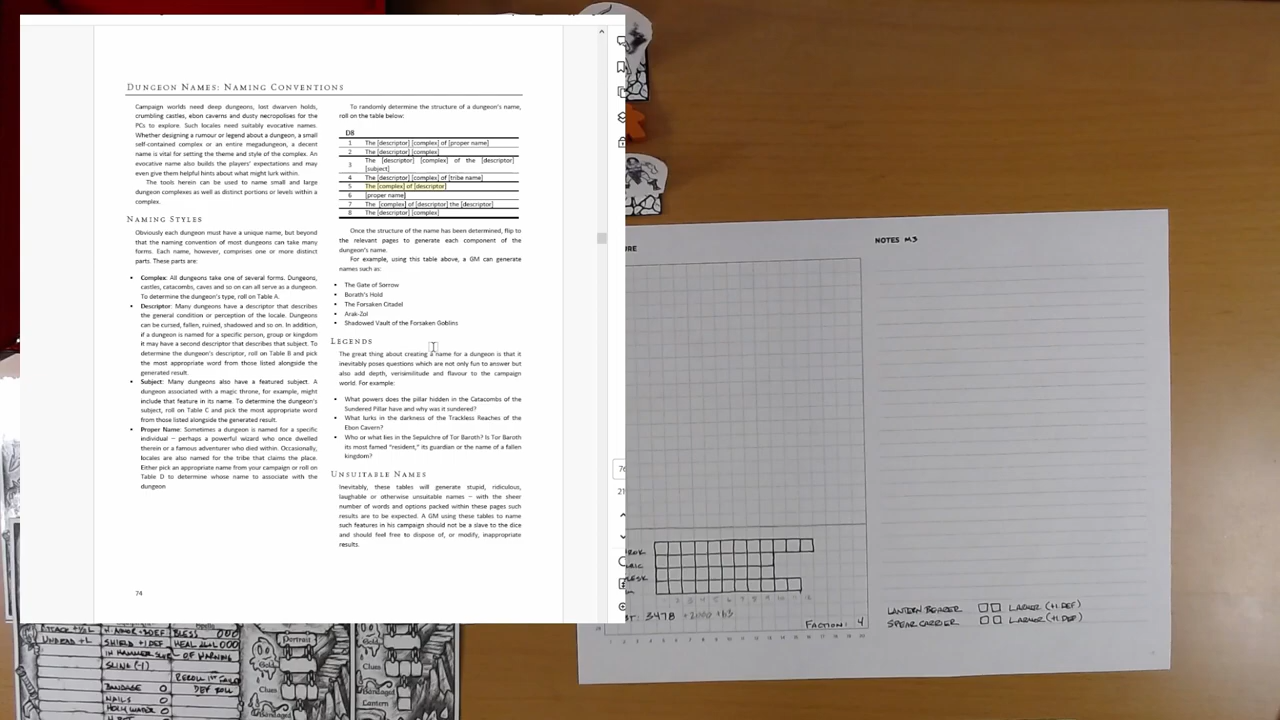 DUNGEON NAMES: NAMING CONVENTIONS
Campaign worlds need deep dungeons, lost dwarven holds,
crumbling castles, ebon caverns and dusty necropolises for the
PCs to explore. Such locales need suitably evocative names.
Whether designing a rumour or legend about a dungeon, a small
self-contained complex or an entire megadungeon, a decent
name is vital for setting the theme and style of the complex. An
evocative name also builds the players' expectations and may
even give them helpful hints about what might lurk within.
The tools herein can be used to name small and large
dungeon complexes as well as distinct portions or levels within a
complex.
NAMING STYLES
Obviously each dungeon must have a unique name, but beyond
that the naming convention of most dungeons can take many
forms. Each name, however, comprises one or more distinct
parts. These parts are:
• Complex: All dungeons take one of several forms. Dungeons,
castles, catacombs, caves and so on can all serve as a dungeon.
To determine the dungeon's type, roll on Table A.
• Descriptor: Many dungeons have a descriptor that describes
the general condition or perception of the locale. Dungeons
can be cursed, fallen, ruined, shadowed and so on. In addition,
if a dungeon is named for a specific person, group or kingdom
it may have a second descriptor that describes that subject. To
determine the dungeon's descriptor, roll on Table B and pick
the most appropriate word from those listed alongside the
generated result.
• Subject: Many dungeons also have a featured subject. A
dungeon associated with a magic throne, for example, might
include that feature in its name. To determine the dungeon's
subject, roll on Table C and pick the most appropriate word
from those listed alongside the generated result.
• Proper Name: Sometimes a dungeon is named for a specific
individual – perhaps a powerful wizard who once dwelled
therein or a famous adventurer who died within. Occasionally,
locales are also named for the tribe that claims the place.
Either pick an appropriate name from your campaign or roll on
Table D to determine whose name to associate with the
dungeon
74
To randomly determine the structure of a dungeon's name,
roll on the table below:
D8
1 The [descriptor] [complex] of [proper name]
2 The [descriptor] [complex]
3 The [descriptor] [complex] of the [descriptor]
[subject]
4 The [descriptor] [complex] of [tribe name]
5 The [complex] of [descriptor]
6 [proper name]
7 The [complex] of [descriptor] the [descriptor]
8 The [descriptor] [complex]
Once the structure of the name has been determined, flip to
the relevant pages to generate each component of the
dungeon's name.
For example, using this table above, a GM can generate
names such as:
• The Gate of Sorrow
• Borath's Hold
• The Forsaken Citadel
• Arak-Zol
• Shadowed Vault of the Forsaken Goblins
LEGENDS
The great thing about creating a name for a dungeon is that it
inevitably poses questions which are not only fun to answer but
also add depth, verisimilitude and flavour to the campaign
world. For example:
• What powers does the pillar hidden in the Catacombs of the
Sundered Pillar have and why was it sundered?
• What lurks in the darkness of the Trackless Reaches of the
Ebon Cavern?
• Who or what lies in the Sepulchre of Tor Baroth? Is Tor Baroth
its most famed "resident," its guardian or the name of a fallen
kingdom?
UNSUITABLE NAMES
Inevitably, these tables will generate stupid, ridiculous,
laughable or otherwise unsuitable names – with the sheer
number of words and options packed within these pages such
results are to be expected. A GM using these tables to name
such features in his campaign should not be a slave to the dice
and should feel free to dispose of, or modify, inappropriate
results.
NOTES M3
3478
FACTION: 4
LANTERN BEARER LARMOR (+1 DEF)
SPEAR CARRIER LARMOR (+1 DEF)
UNDEAD +L
SHIELD +1 DEF
SLING (-1)
BANDAGE
NAILS
HOLY WATER
BLESS
HEAL
REROLL 1ST
DEF ROLL
Portrait
Gold
Clues
Bandaged
Gold
Clues
Bandaged
Lantern